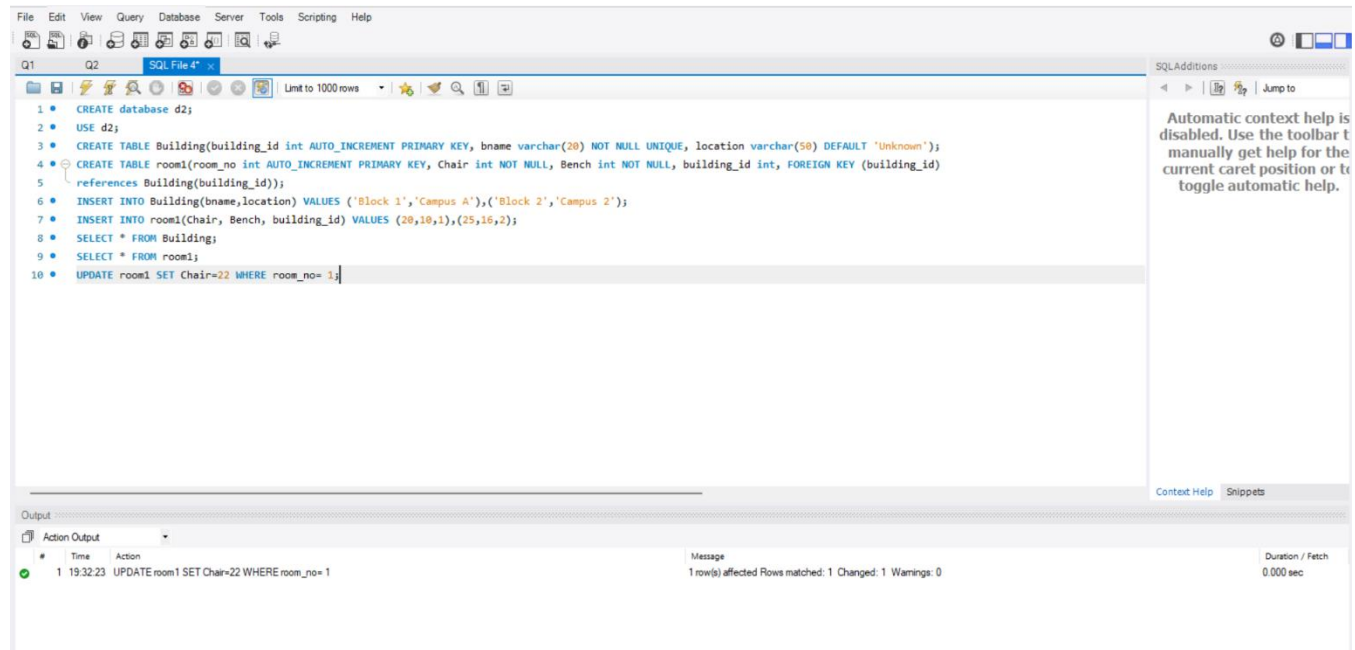 File Edit View Query Database Server Tools Scripting Help
Q1 Q2 SQL File 4* ×
SQLAdditions
Limit to 1000 rows
Jump to
1 CREATE database d2;
2 USE d2;
3 CREATE TABLE Building(building_id int AUTO_INCREMENT PRIMARY KEY, bname varchar(20) NOT NULL UNIQUE, location varchar(50) DEFAULT 'Unknown');
4 CREATE TABLE room1(room_no int AUTO_INCREMENT PRIMARY KEY, Chair int NOT NULL, Bench int NOT NULL, building_id int, FOREIGN KEY (building_id)
5 references Building(building_id));
6 INSERT INTO Building(bname,location) VALUES ('Block 1','Campus A'),('Block 2','Campus 2');
7 INSERT INTO room1(Chair, Bench, building_id) VALUES (20,10,1),(25,16,2);
8 SELECT * FROM Building;
9 SELECT * FROM room1;
10 UPDATE room1 SET Chair=22 WHERE room_no= 1;
Automatic context help is
disabled. Use the toolbar t
manually get help for the
current caret position or to
toggle automatic help.
Context Help Snippets
Output
Action Output
# Time Action Message Duration / Fetch
1 19:32:23 UPDATE room1 SET Chair=22 WHERE room_no= 1 1 row(s) affected Rows matched: 1 Changed: 1 Warnings: 0 0.000 sec